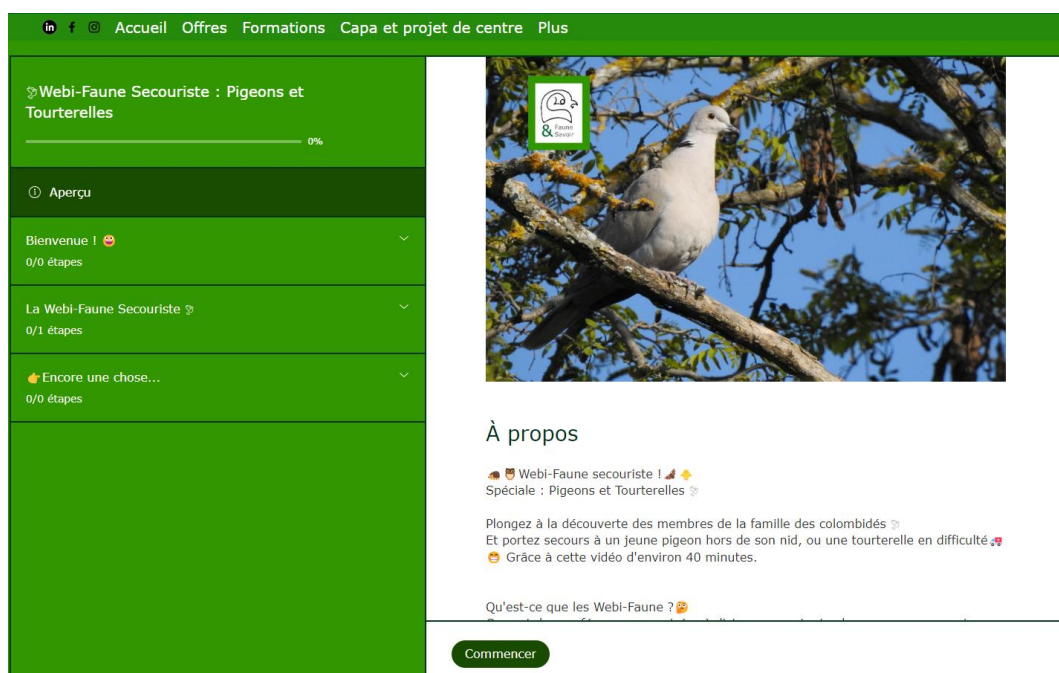 Accueil Offres Formations Capa et projet de centre Plus
🕊Webi-Faune Secouriste : Pigeons et
Tourterelles
0%
Aperçu
Bienvenue ! 😀
0/0 étapes
La Webi-Faune Secouriste 🕊
0/1 étapes
👉Encore une chose...
0/0 étapes
& Faune
Savoir
À propos
🦔 🦉 Webi-Faune secouriste ! 🦨 🐥
Spéciale : Pigeons et Tourterelles 🕊
Plongez à la découverte des membres de la famille des colombidés 🕊
Et portez secours à un jeune pigeon hors de son nid, ou une tourterelle en difficulté 🚑
😁 Grâce à cette vidéo d'environ 40 minutes.
Qu'est-ce que les Webi-Faune ?🤔
Commencer